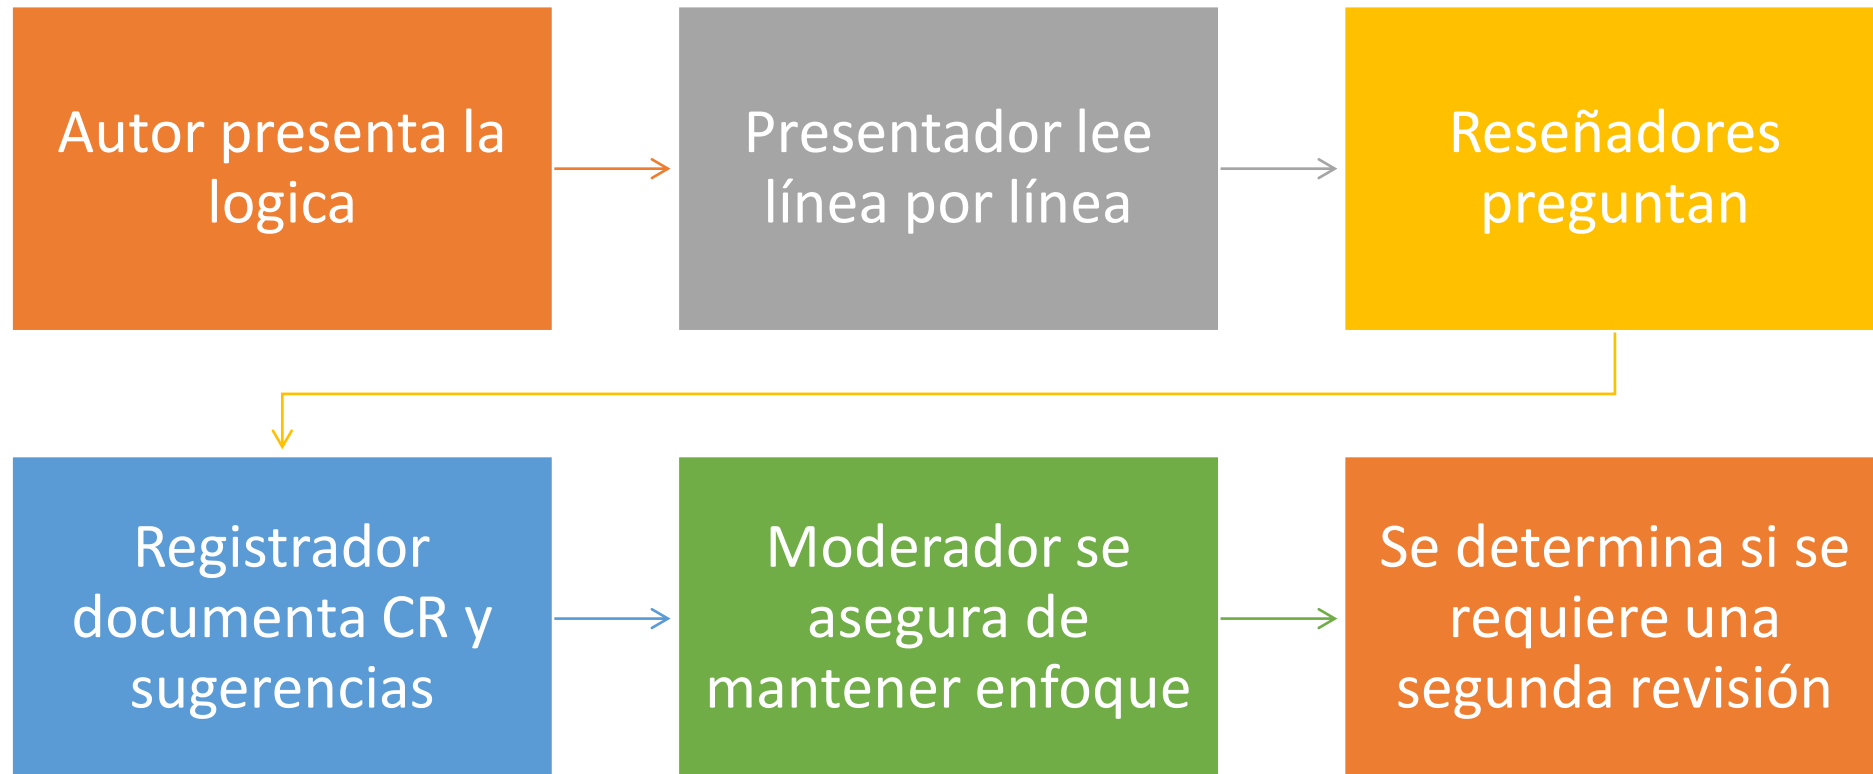 Autor presenta la
logica
Presentador lee
línea por línea
Reseñadores
preguntan
Registrador
documenta CR y
sugerencias
Moderador se
asegura de
mantener enfoque
Se determina si se
requiere una
segunda revisión